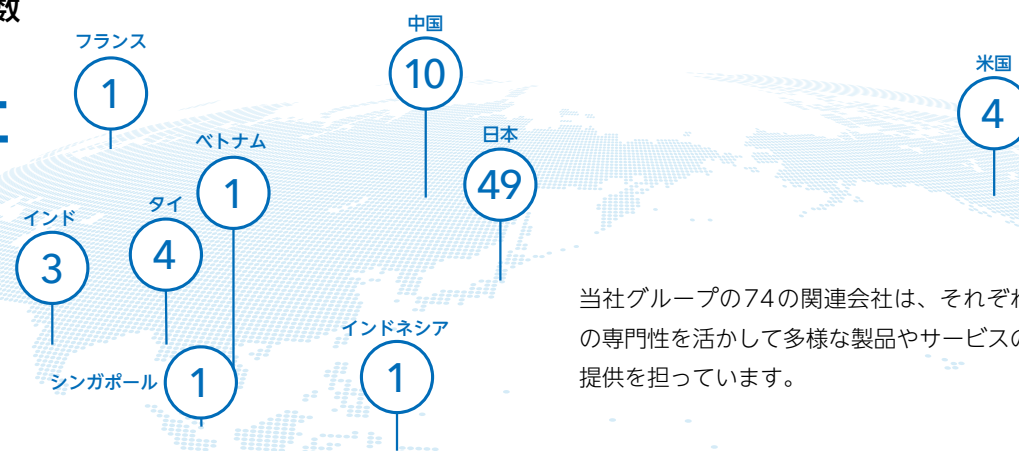 数
社
フランス
1
中国
10
米国
4
ベトナム
1
日本
49
インド
3
タイ
4
シンガポール
1
インドネシア
1
当社グループの74の関連会社は、それぞれ
の専門性を活かして多様な製品やサービスの
提供を担っています。